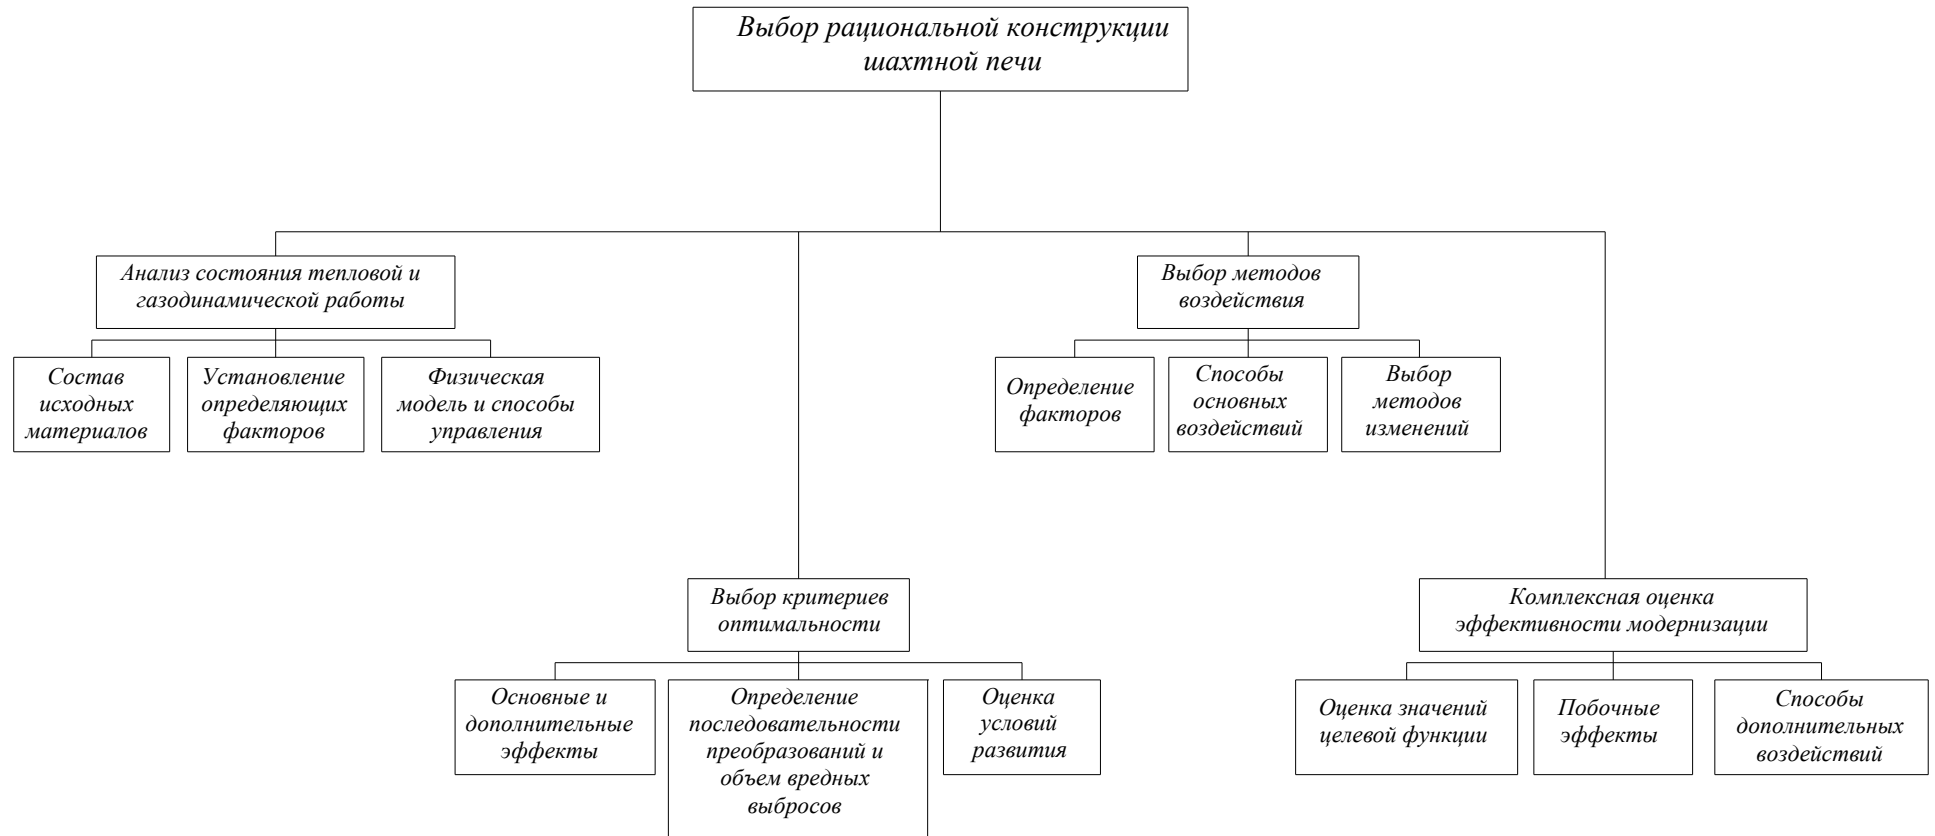 Выбор рациональной конструкции
шахтной печи
Анализ состояния тепловой и
газодинамической работы
Состав
исходных
материалов
Установление
определяющих
факторов
Физическая
модель и способы
управления
Выбор методов
воздействия
Определение
факторов
Способы
основных
воздействий
Выбор
методов
изменений
Выбор критериев
оптимальности
Основные и
дополнительные
эффекты
Определение
последовательности
преобразований и
объем вредных
выбросов
Оценка
условий
развития
Комплексная оценка
эффективности модернизации
Оценка значений
целевой функции
Побочные
эффекты
Способы
дополнительных
воздействий